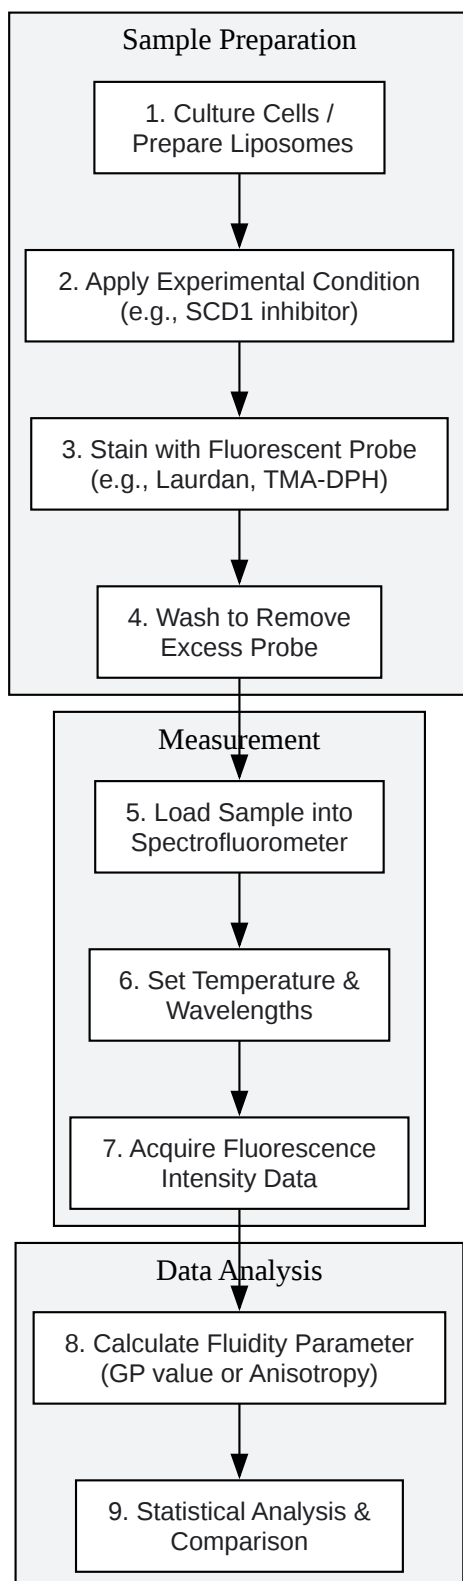 Sample Preparation
1. Culture Cells /
Prepare Liposomes
2. Apply Experimental Condition
(e.g., SCD1 inhibitor)
3. Stain with Fluorescent Probe
(e.g., Laurdan, TMA-DPH)
4. Wash to Remove
Excess Probe
Measurement
5. Load Sample into
Spectrofluorometer
6. Set Temperature &
Wavelengths
7. Acquire Fluorescence
Intensity Data
Data Analysis
8. Calculate Fluidity Parameter
(GP value or Anisotropy)
9. Statistical Analysis &
Comparison